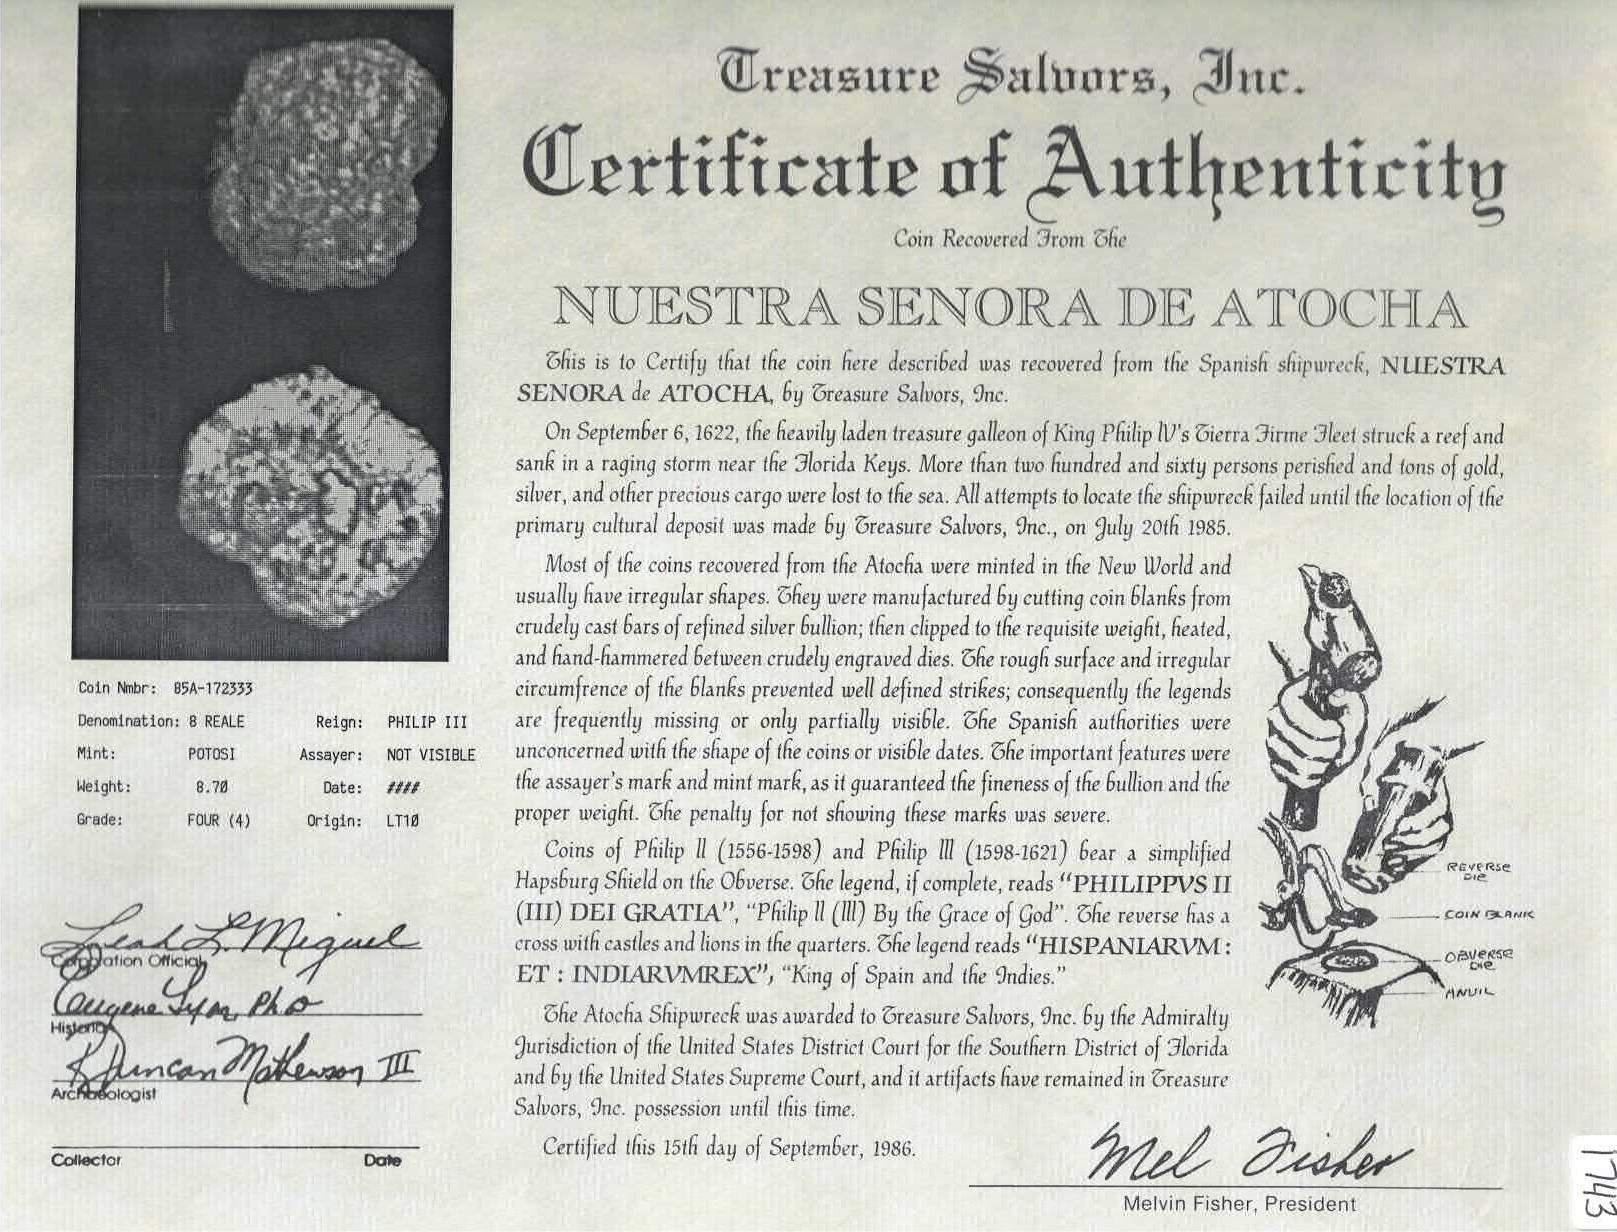 Treasure Salvors, Inc.
Certificate of Authenticity
Coin Recovered From The
NUESTRA SENORA DE ATOCHA
This is to Certify that the coin here described was recovered from the Spanish shipwreck, NUESTRA
SENORA de ATOCHA, by Treasure Salvors, Inc.
On September 6, 1622, the heavily laden treasure galleon of King Philip IV's Tierra Firme Fleet struck a reef and
sank in a raging storm near the Florida Keys. More than two hundred and sixty persons perished and tons of gold,
silver, and other precious cargo were lost to the sea. All attempts to locate the shipwreck failed until the location of the
primary cultural deposit was made by Treasure Salvors, Inc., on July 20th 1985.
Most of the coins recovered from the Atocha were minted in the New World and
usually have irregular shapes. They were manufactured by cutting coin blanks from
crudely cast bars of refined silver bullion; then clipped to the requisite weight, heated,
and hand-hammered between crudely engraved dies. The rough surface and irregular
circumfrence of the blanks prevented well defined strikes; consequently the legends
are frequently missing or only partially visible. The Spanish authorities were
unconcerned with the shape of the coins or visible dates. The important features were
the assayer's mark and mint mark, as it guaranteed the fineness of the bullion and the
proper weight. The penalty for not showing these marks was severe.
Coins of Philip II (1556-1598) and Philip III (1598-1621) bear a simplified
Hapsburg Shield on the Obverse. The legend, if complete, reads "PHILIPPVS II
(III) DEI GRATIA", "Philip II (III) By the Grace of God". The reverse has a
cross with castles and lions in the quarters. The legend reads "HISPANIARVM :
ET : INDIARVMREX", "King of Spain and the Indies."
The Atocha Shipwreck was awarded to Treasure Salvors, Inc. by the Admiralty
Jurisdiction of the United States District Court for the Southern District of Florida
and by the United States Supreme Court, and it artifacts have remained in Treasure
Salvors, Inc. possession until this time.
Certified this 15th day of September, 1986.
Mel Fisher
Melvin Fisher, President
REVERSE
DIE
COIN BLANK
OBVERSE
DIE
ANVIL
Coin Nmbr: 85A-172333
Denomination: 8 REALE Reign: PHILIP III
Mint: POTOSI Assayer: NOT VISIBLE
Weight: 8.70 Date: ####
Grade: FOUR (4) Origin: LT10
Leah L. Miguel
Corporation Official
Eugene Lyon, Ph D
Historian
R Duncan Mathewson III
Archaeologist
Collector Date
1743